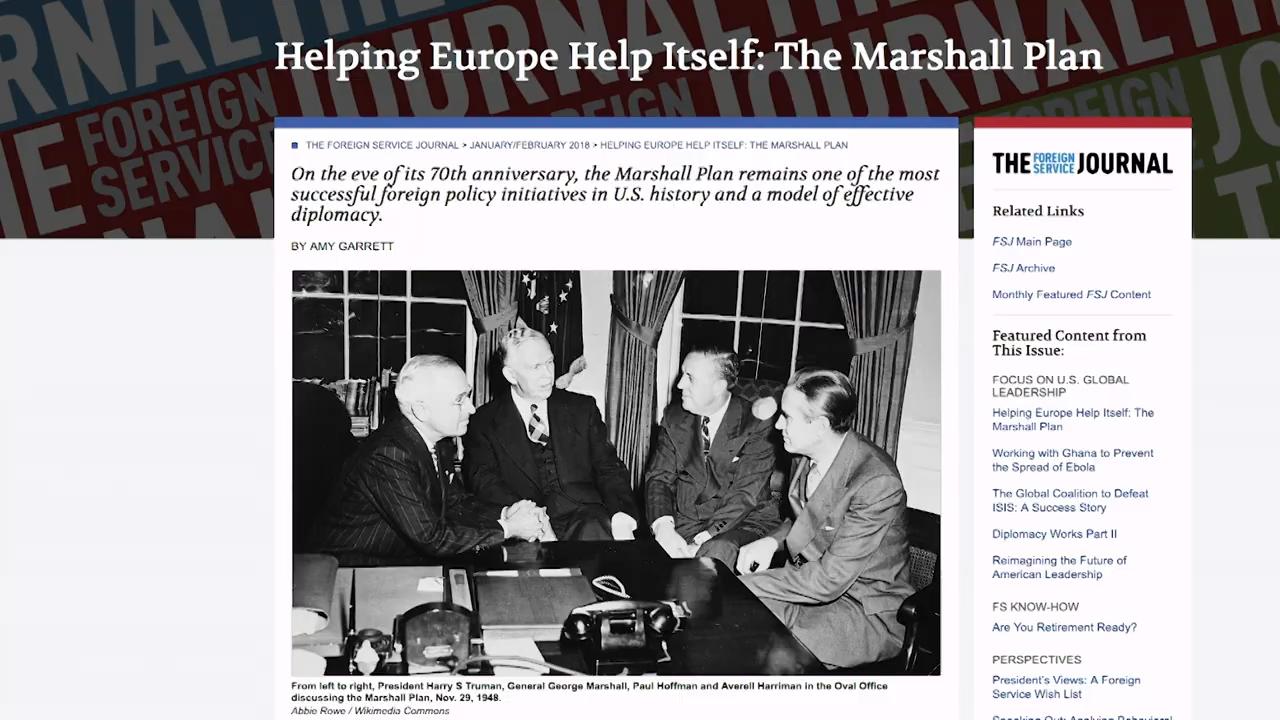 Helping Europe Help Itself: The Marshall Plan
THE FOREIGN SERVICE JOURNAL > JANUARY/FEBRUARY 2018 > HELPING EUROPE HELP ITSELF: THE MARSHALL PLAN
On the eve of its 70th anniversary, the Marshall Plan remains one of the most
successful foreign policy initiatives in U.S. history and a model of effective
diplomacy.
BY AMY GARRETT
From left to right, President Harry S Truman, General George Marshall, Paul Hoffman and Averell Harriman in the Oval Office
discussing the Marshall Plan, Nov. 29, 1948.
Abbie Rowe / Wikimedia Commons
THE FOREIGN SERVICE JOURNAL
Related Links
FSJ Main Page
FSJ Archive
Monthly Featured FSJ Content
Featured Content from
This Issue:
FOCUS ON U.S. GLOBAL
LEADERSHIP
Helping Europe Help Itself: The
Marshall Plan
Working with Ghana to Prevent
the Spread of Ebola
The Global Coalition to Defeat
ISIS: A Success Story
Diplomacy Works Part II
Reimagining the Future of
American Leadership
FS KNOW-HOW
Are You Retirement Ready?
PERSPECTIVES
President's Views: A Foreign
Service Wish List